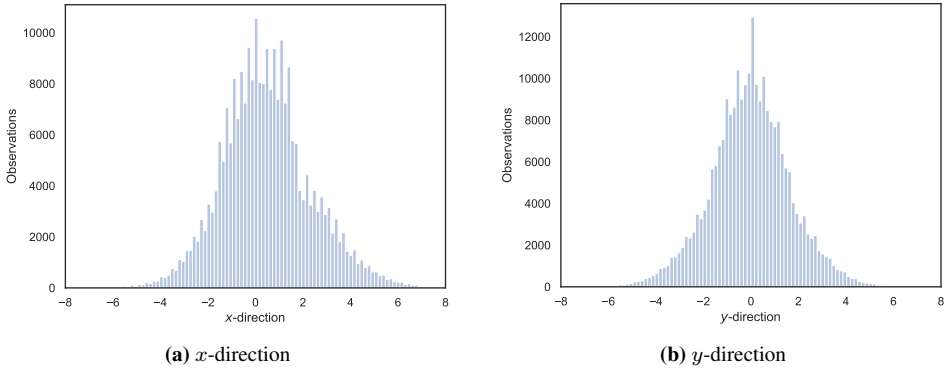 10000
8000
6000
4000
2000
0
Observations
−8 −6 −4 −2 0 2 4 6 8
x-direction
(a) x-direction
12000
10000
8000
6000
4000
2000
0
Observations
−8 −6 −4 −2 0 2 4 6 8
y-direction
(b) y-direction